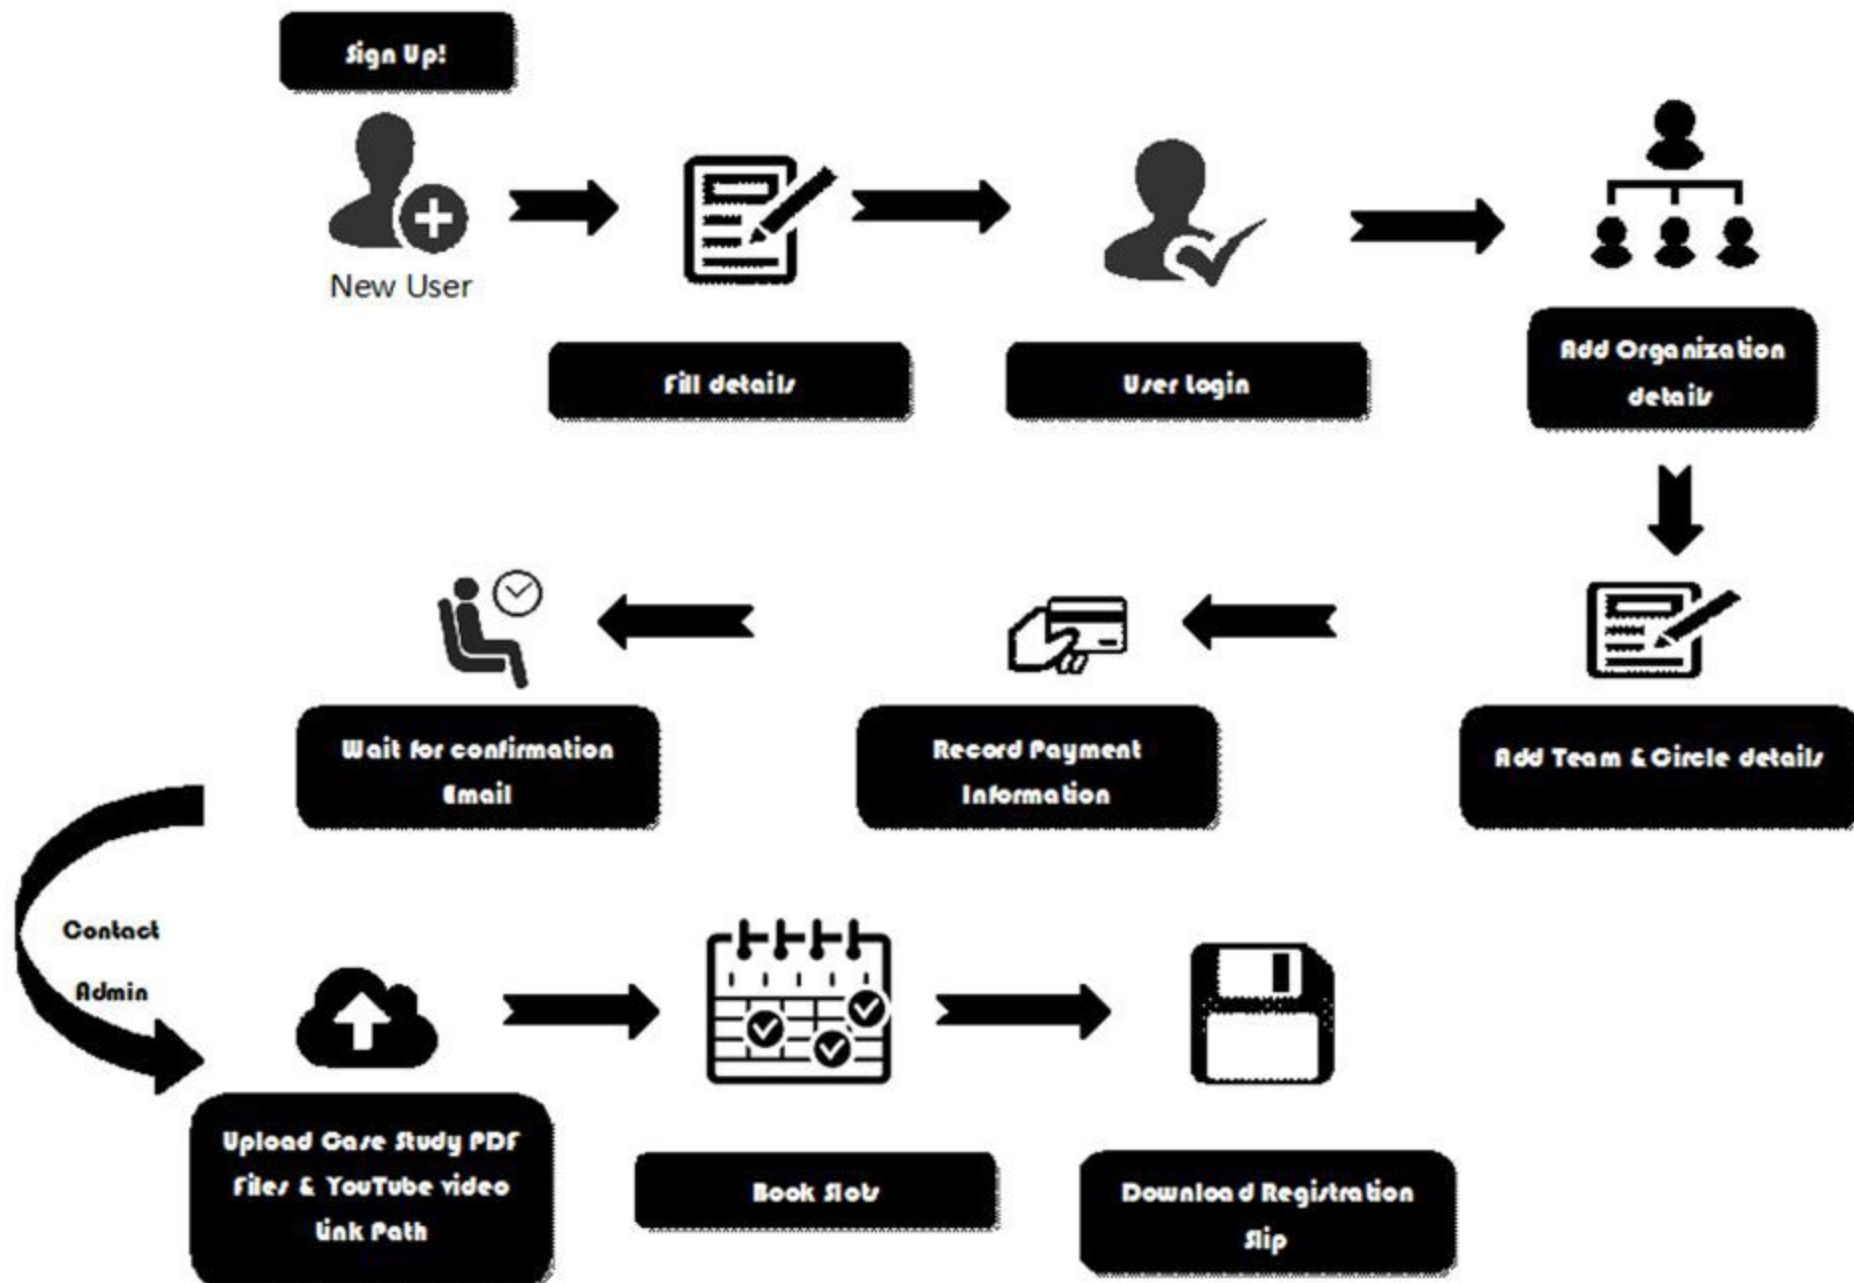 Sign Up!
New User
Fill details
User Login
Add Organization
details
Wait for confirmation
Email
Record Payment
Information
Add Team & Circle details
Contact
Admin
Upload Case Study PDF
Files & YouTube video
Link Path
Book Slots
Download Registration
Slip